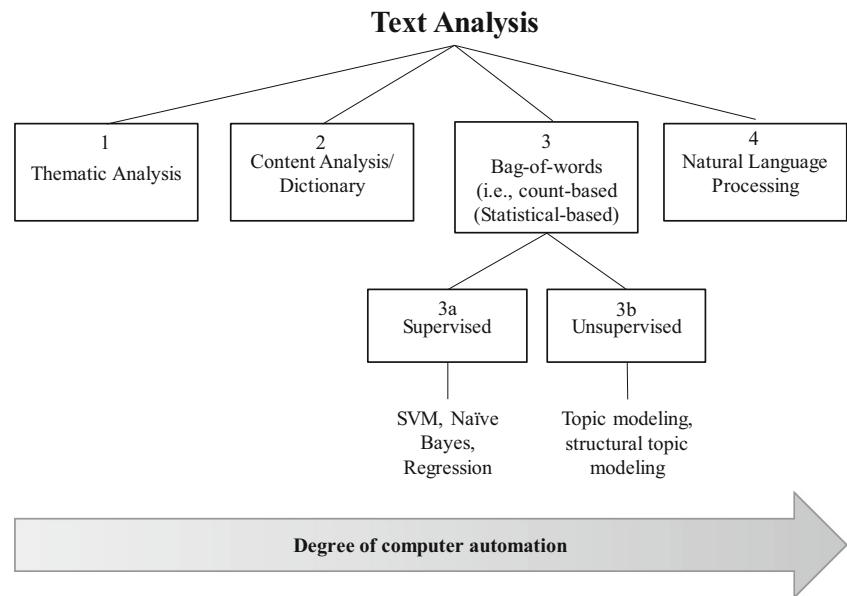 Text Analysis
1
Thematic Analysis
2
Content Analysis/
Dictionary
3
Bag-of-words
(i.e., count-based
(Statistical-based)
4
Natural Language
Processing
3a
Supervised
3b
Unsupervised
SVM, Naïve
Bayes,
Regression
Topic modeling,
structural topic
modeling
Degree of computer automation